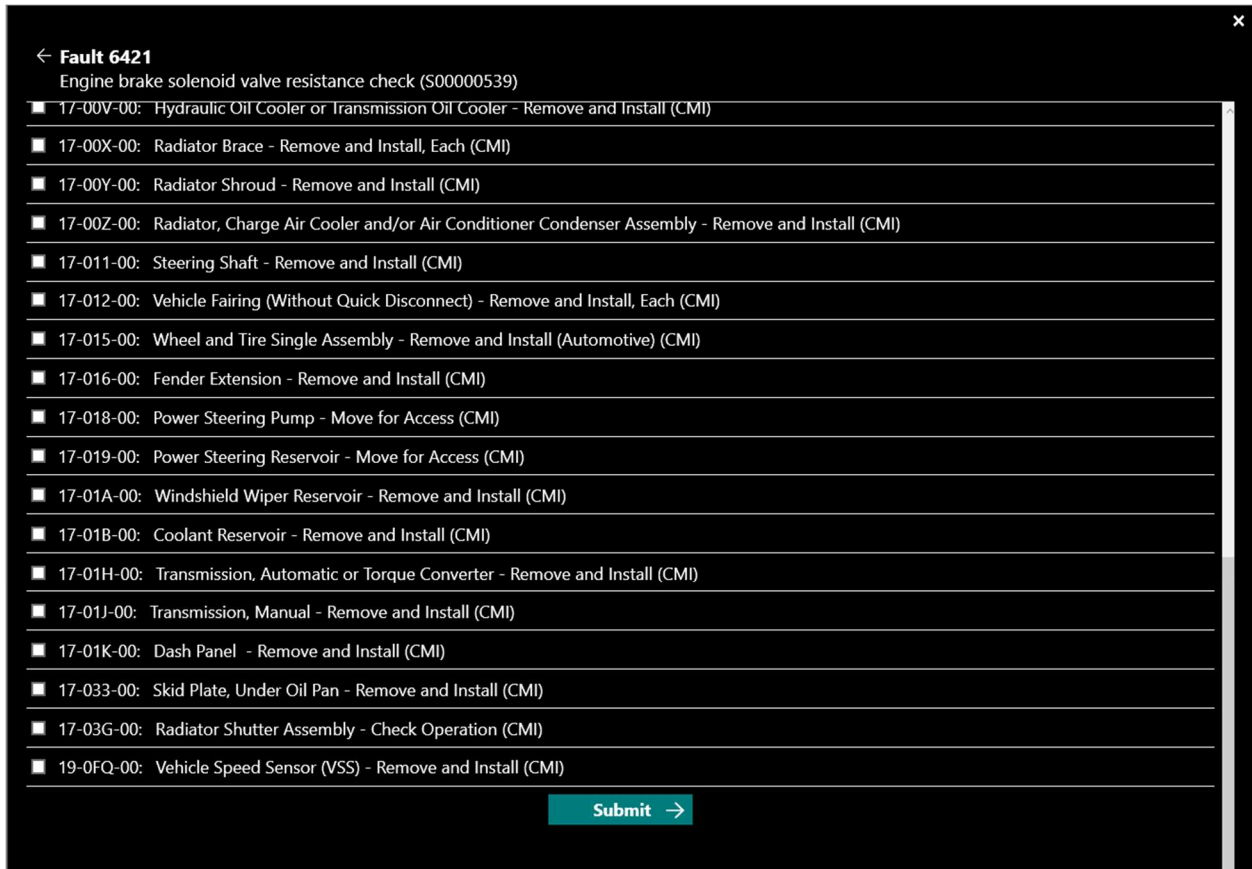 Fault 6421
Engine brake solenoid valve resistance check (S00000539)
17-00V-00: Hydraulic Oil Cooler or Transmission Oil Cooler - Remove and Install (CMI)
17-00X-00: Radiator Brace - Remove and Install, Each (CMI)
17-00Y-00: Radiator Shroud - Remove and Install (CMI)
17-00Z-00: Radiator, Charge Air Cooler and/or Air Conditioner Condenser Assembly - Remove and Install (CMI)
17-011-00: Steering Shaft - Remove and Install (CMI)
17-012-00: Vehicle Fairing (Without Quick Disconnect) - Remove and Install, Each (CMI)
17-015-00: Wheel and Tire Single Assembly - Remove and Install (Automotive) (CMI)
17-016-00: Fender Extension - Remove and Install (CMI)
17-018-00: Power Steering Pump - Move for Access (CMI)
17-019-00: Power Steering Reservoir - Move for Access (CMI)
17-01A-00: Windshield Wiper Reservoir - Remove and Install (CMI)
17-01B-00: Coolant Reservoir - Remove and Install (CMI)
17-01H-00: Transmission, Automatic or Torque Converter - Remove and Install (CMI)
17-01J-00: Transmission, Manual - Remove and Install (CMI)
17-01K-00: Dash Panel - Remove and Install (CMI)
17-033-00: Skid Plate, Under Oil Pan - Remove and Install (CMI)
17-03G-00: Radiator Shutter Assembly - Check Operation (CMI)
19-0FQ-00: Vehicle Speed Sensor (VSS) - Remove and Install (CMI)
Submit